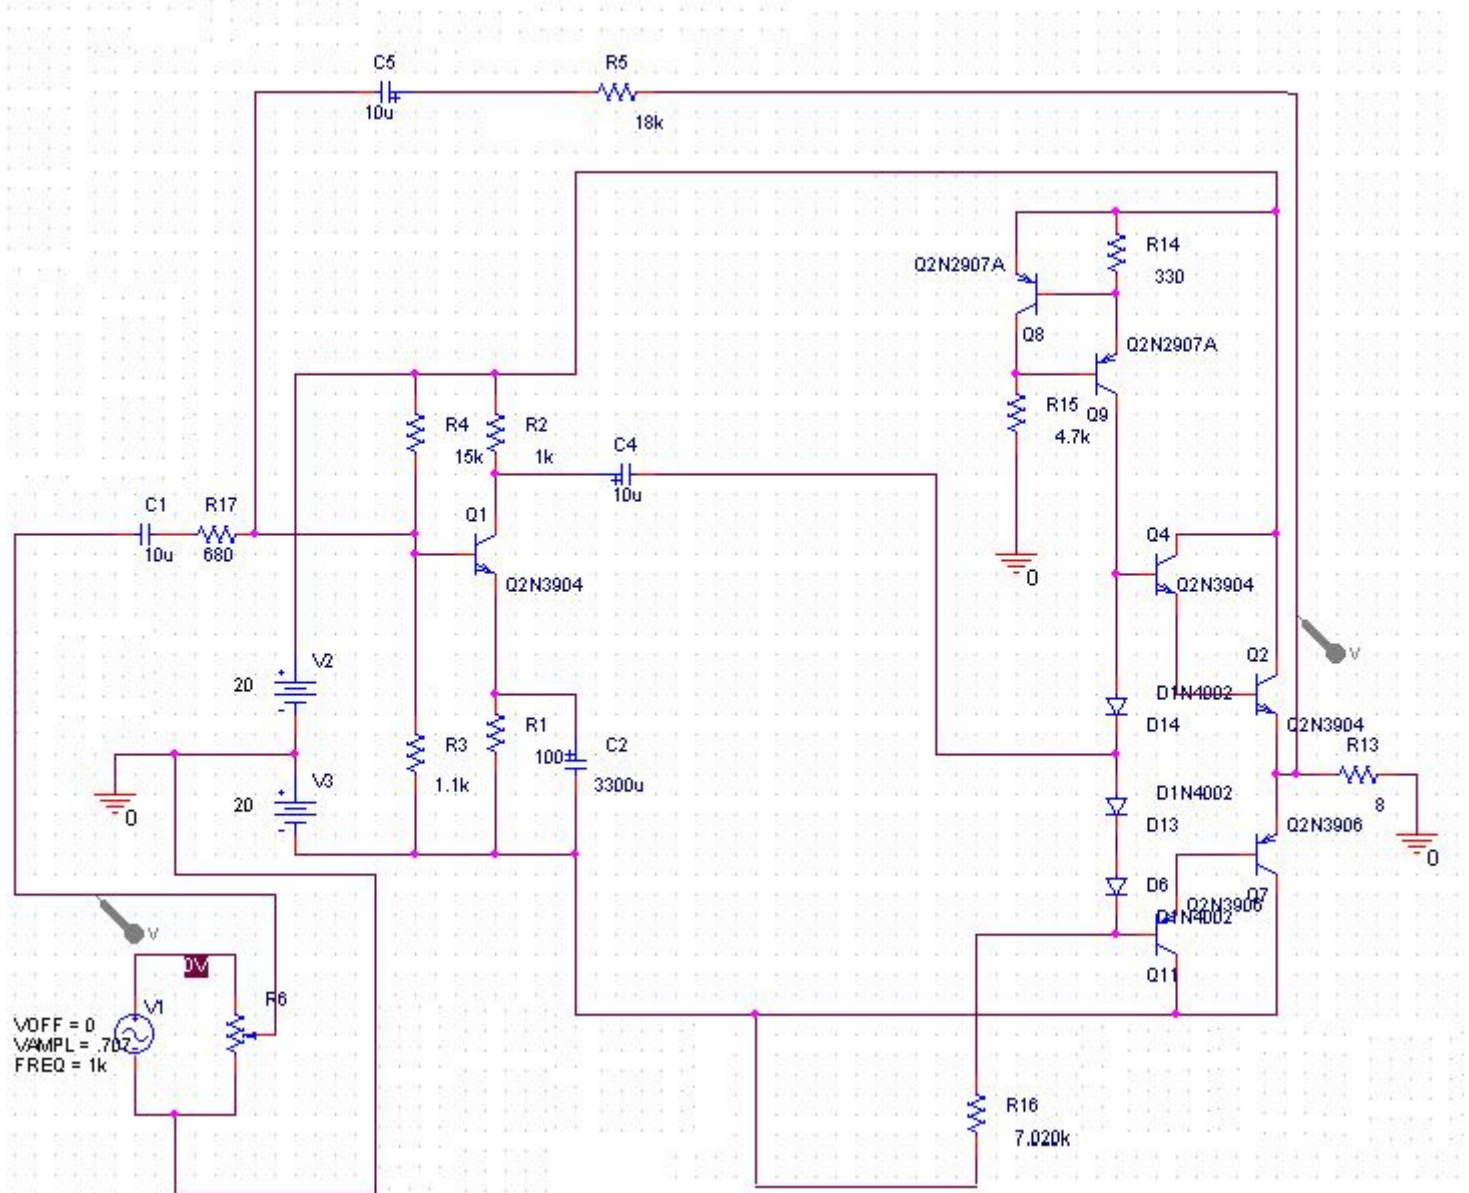 C5
10u
R5
18k
Q2N2907A
R14
330
Q8
Q2N2907A
R15
4.7k
Q9
R4
15k
R2
1k
C4
10u
C1
10u
R17
680
Q1
Q2N3904
0
Q4
Q2N3904
V2
20
Q2
V
D1N4002
D14
Q2N3904
R3
1.1k
R1
100
C2
3300u
R13
8
V3
20
0
D1N4002
D13
Q2N3906
0
D6
Q7
Q2N3906
D1N4002
Q11
V
0V
R6
V1
VOFF = 0
VAMPL = .707
FREQ = 1k
R16
7.020k